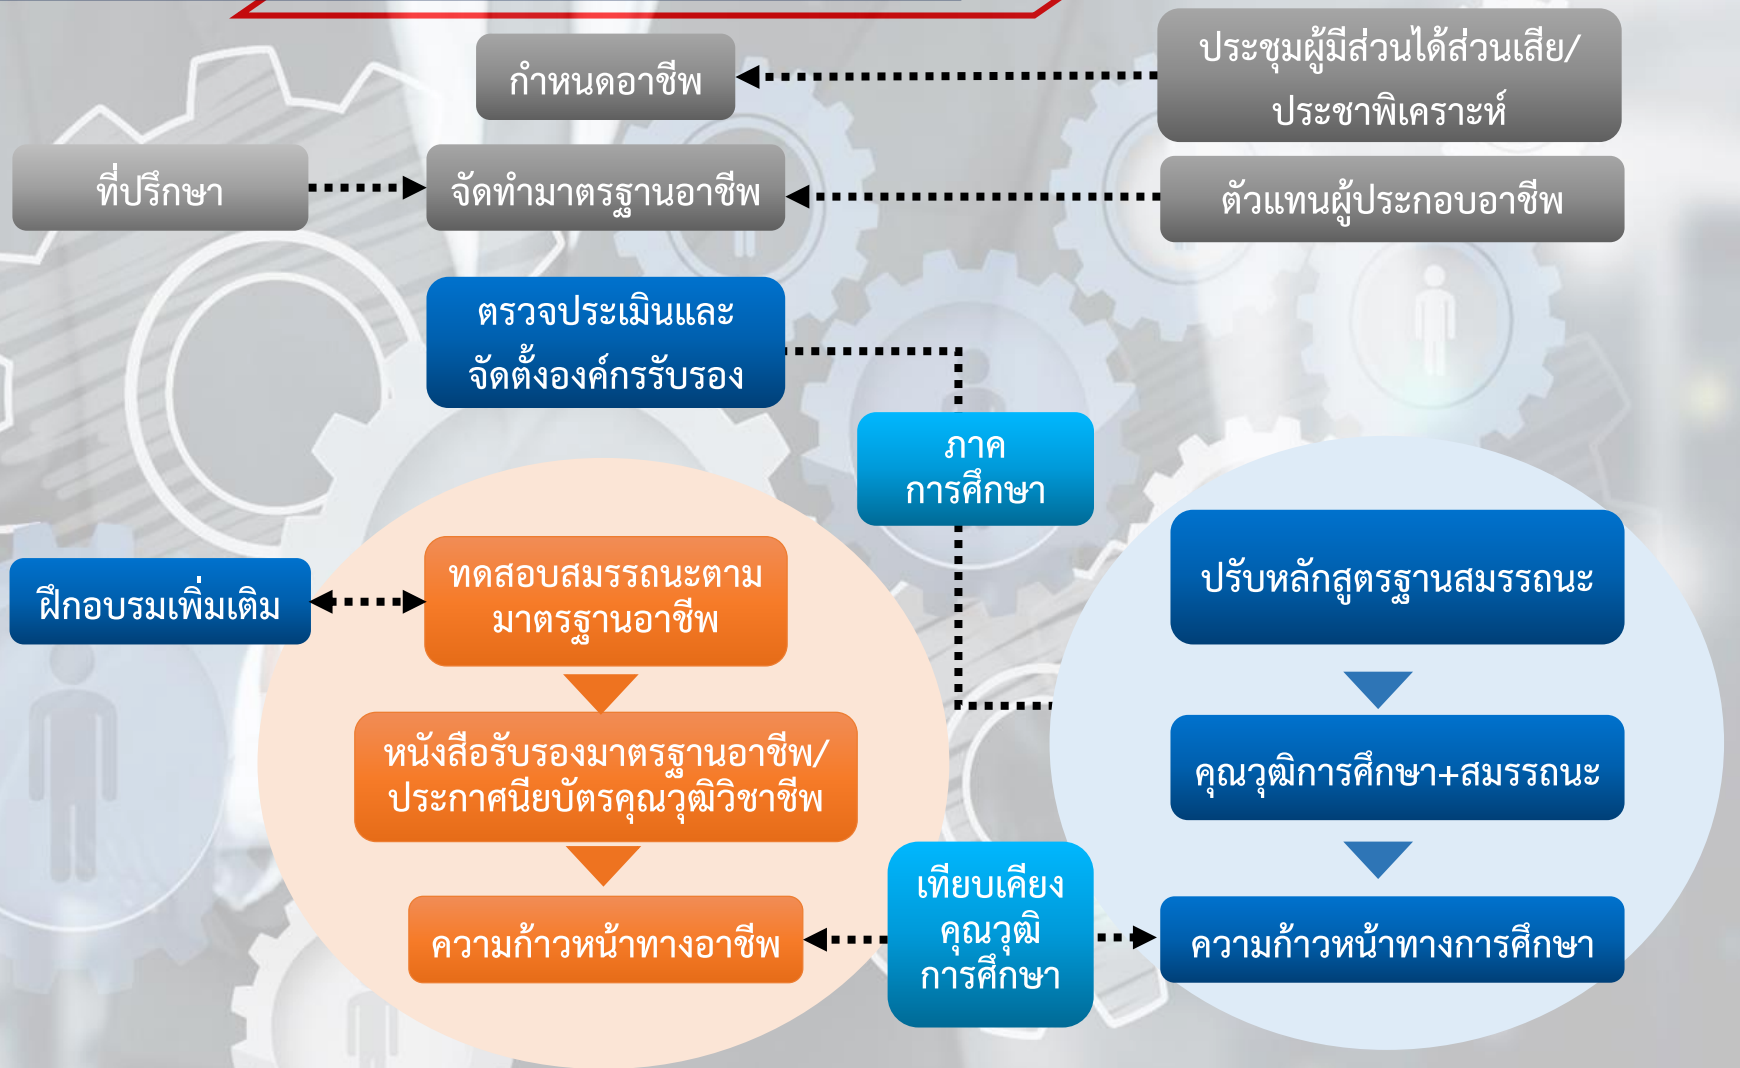 กำหนดอาชีพ
ประชุมผู้มีส่วนได้ส่วนเสีย/
ประชาพิเคราะห์
ที่ปรึกษา
จัดทำมาตรฐานอาชีพ
ตัวแทนผู้ประกอบอาชีพ
ตรวจประเมินและ
จัดตั้งองค์กรรับรอง
ภาค
การศึกษา
ฝึกอบรมเพิ่มเติม
ทดสอบสมรรถนะตาม
มาตรฐานอาชีพ
ปรับหลักสูตรฐานสมรรถนะ
หนังสือรับรองมาตรฐานอาชีพ/
ประกาศนียบัตรคุณวุฒิวิชาชีพ
คุณวุฒิการศึกษา+สมรรถนะ
ความก้าวหน้าทางอาชีพ
เทียบเคียง
คุณวุฒิ
การศึกษา
ความก้าวหน้าทางการศึกษา